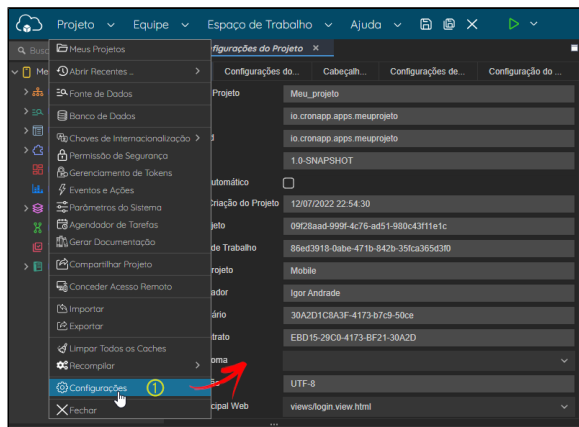 Projeto Equipe Espaço de Trabalho Ajuda
Busc
Meus Projetos
Abrir Recentes ..
Fonte de Dados
Banco de Dados
Chaves de Internacionalização
Permissão de Segurança
Gerenciamento de Tokens
Eventos e Ações
Parâmetros do Sistema
Agendador de Tarefas
Gerar Documentação
Compartilhar Projeto
Conceder Acesso Remoto
Importar
Exportar
Limpar Todos os Caches
Recompilar
Configurações 1
Fechar
Me
figurações do Projeto ×
Configurações do... Cabeçalh... Configurações de... Configuração do ...
Projeto Meu_projeto
io.cronapp.apps.meuprojeto
d io.cronapp.apps.meuprojeto
1.0-SNAPSHOT
utomático
Criação do Projeto 12/07/2022 22:54:30
jeto 09f28aad-999f-4c76-ad51-980c43f11e1c
de Trabalho 86ed3918-0abe-471b-842b-35fca365d3f0
rojeto Mobile
ador Igor Andrade
ário 30A2D1C8A3F-4173-b7c9-50ce
trato EBD15-29C0-4173-BF21-30A2D
oma
UTF-8
cipal Web views/login.view.html